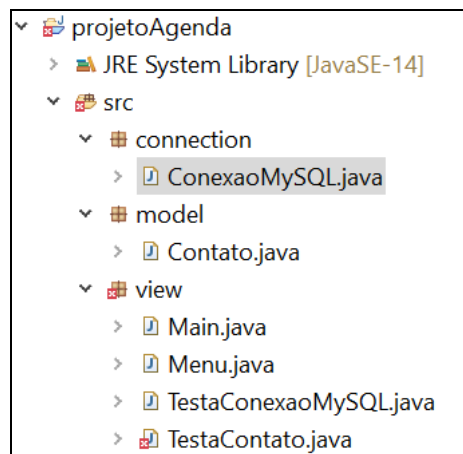 projetoAgenda
JRE System Library [JavaSE-14]
src
connection
ConexaoMySQL.java
model
Contato.java
view
Main.java
Menu.java
TestaConexaoMySQL.java
TestaContato.java